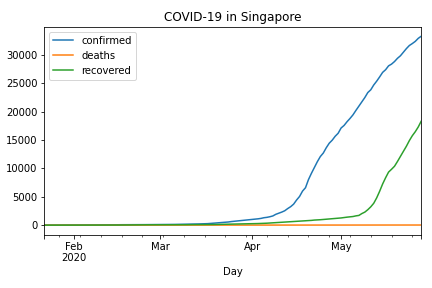 COVID-19 in Singapore
confirmed
deaths
recovered
35000
30000
25000
20000
15000
10000
5000
0
Feb
2020
Mar
Apr
May
Day